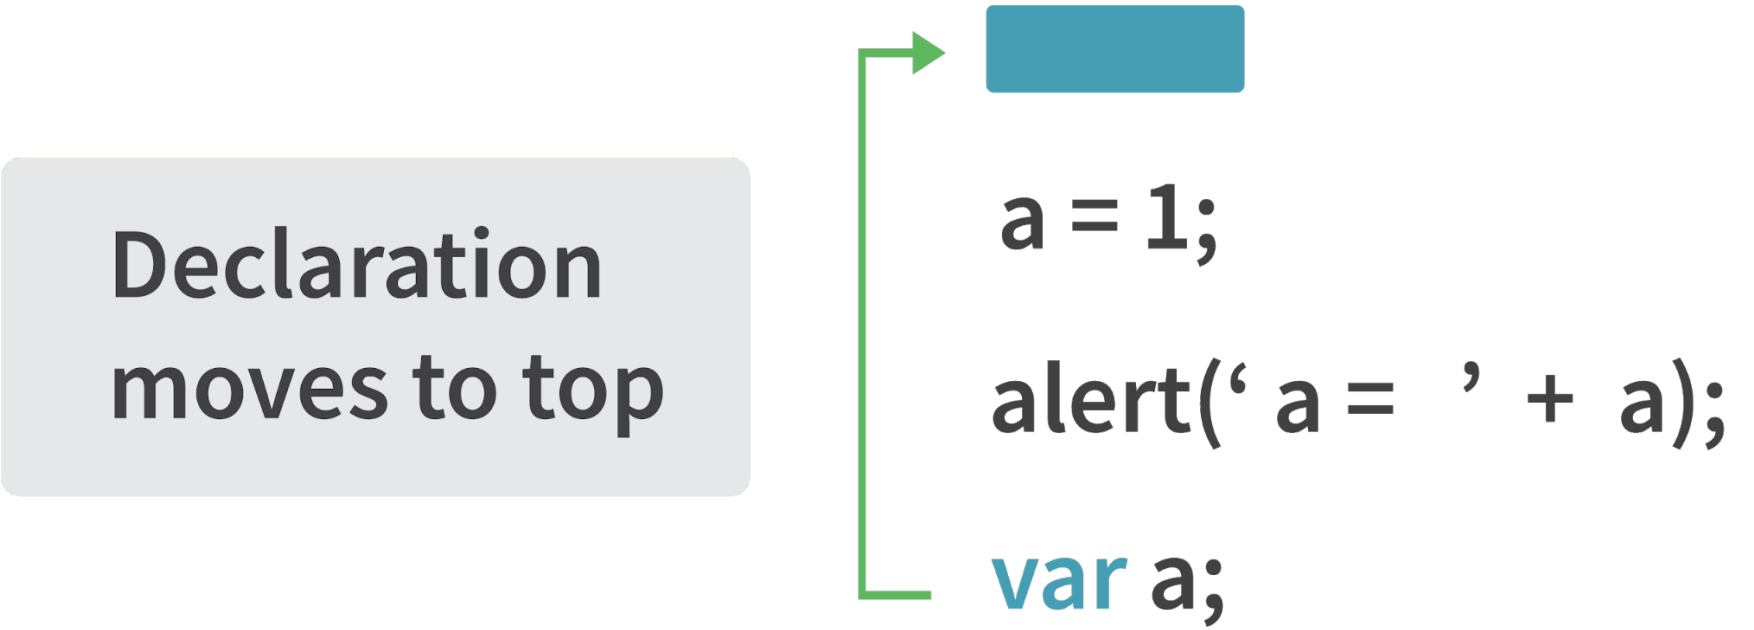 Declaration
moves to top
a = 1;
alert(‘ a =  ’ + a);
var a;